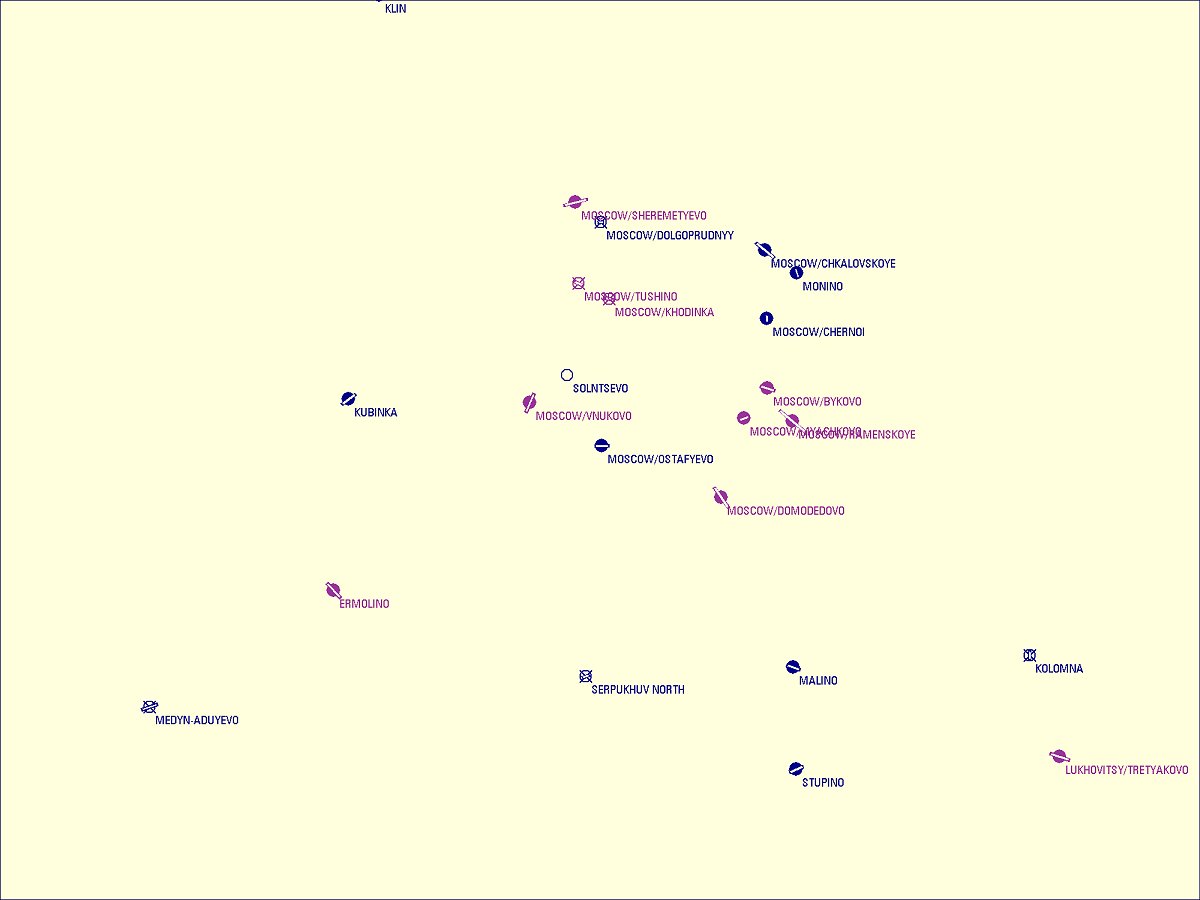 KLIN
MOSCOW/SHEREMETYEVO
MOSCOW/DOLGOPRUDNYY
MOSCOW/CHKALOVSKOYE
MONINO
MOSCOW/TUSHINO
MOSCOW/KHODINKA
MOSCOW/CHERNOI
SOLNTSEVO
MOSCOW/BYKOVO
KUBINKA
MOSCOW/VNUKOVO
MOSCOW/MYACHKOVO
MOSCOW/RAMENSKOYE
MOSCOW/OSTAFYEVO
MOSCOW/DOMODEDOVO
ERMOLINO
KOLOMNA
MALINO
SERPUKHUV NORTH
MEDYN-ADUYEVO
LUKHOVITSY/TRETYAKOVO
STUPINO